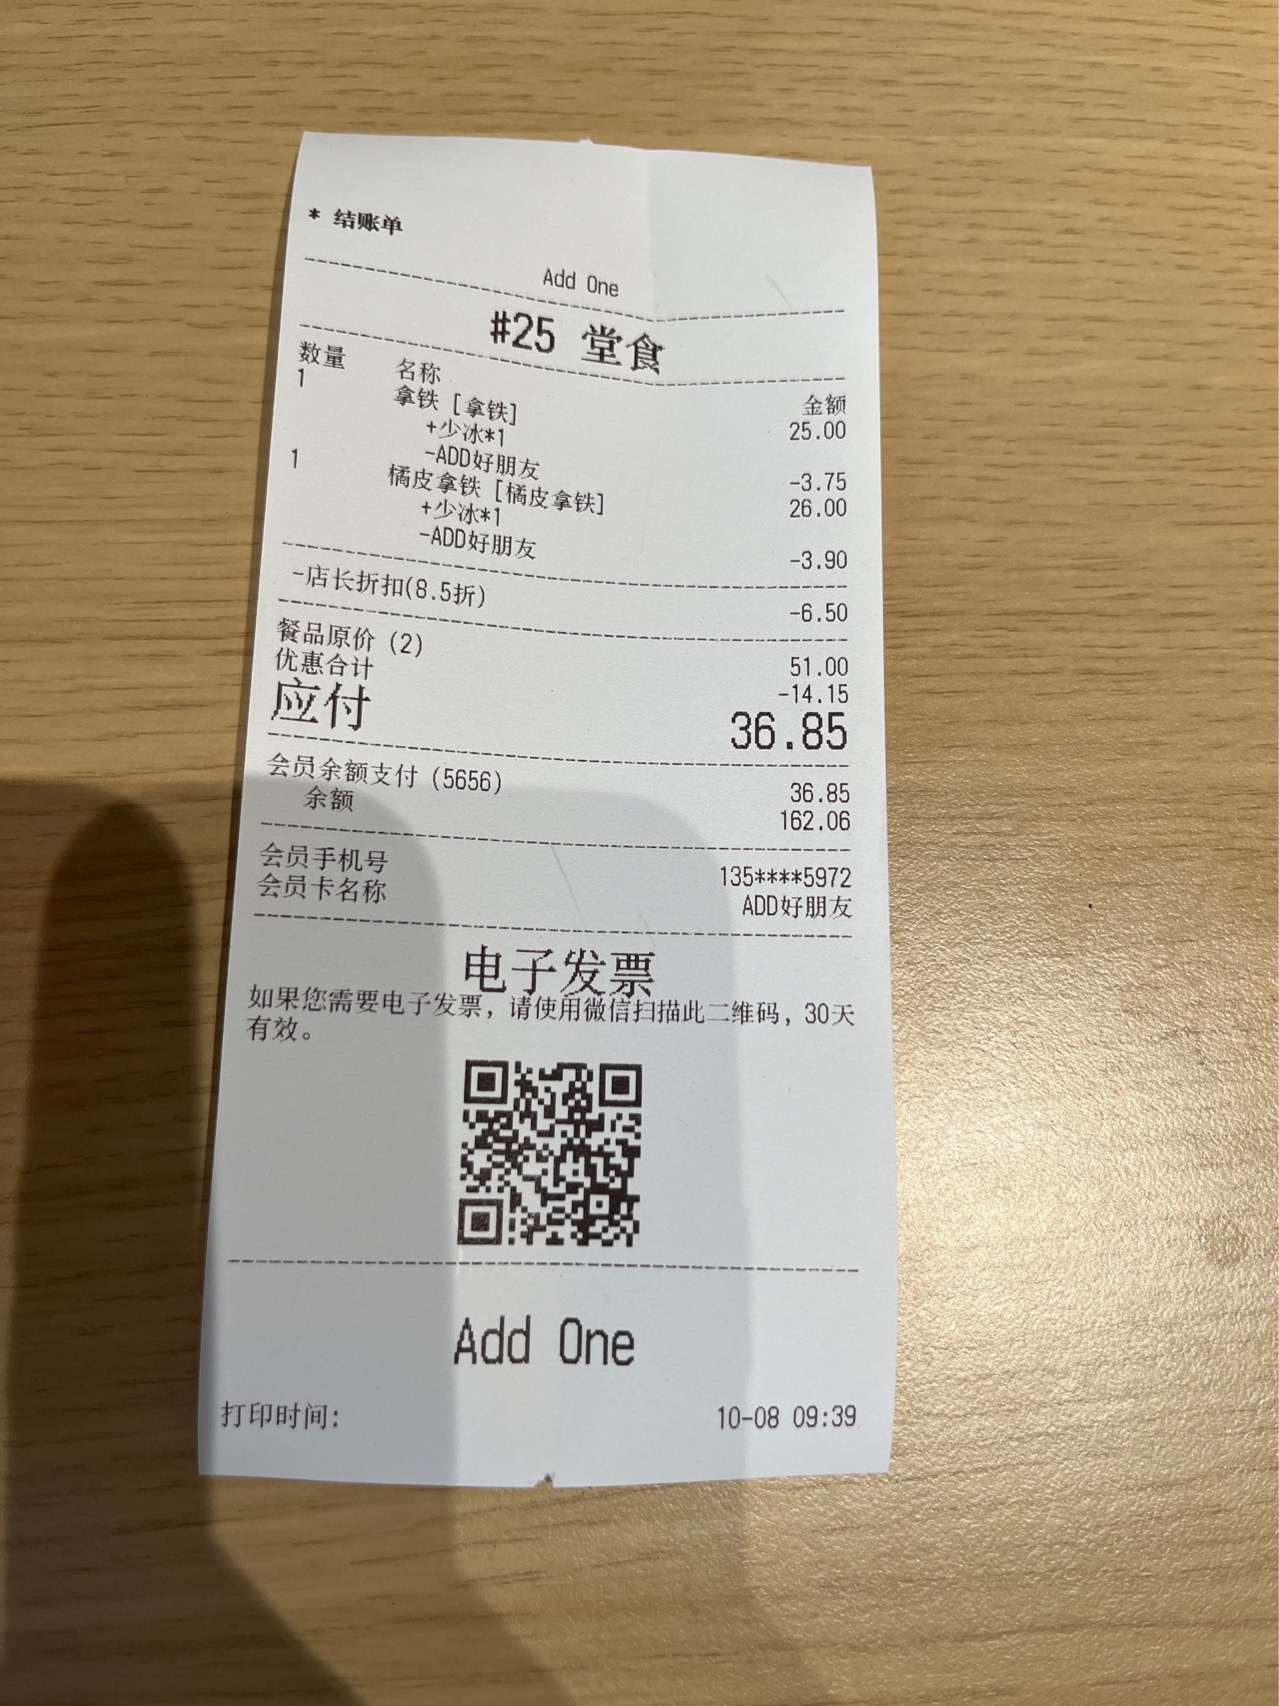 * 结账单
Add One
#25 堂食
数量 名称 金额
1 拿铁 [拿铁] 25.00
+少冰*1
-ADD好朋友 -3.75
1 橘皮拿铁 [橘皮拿铁] 26.00
+少冰*1
-ADD好朋友 -3.90
-店长折扣(8.5折) -6.50
餐品原价 (2) 51.00
优惠合计 -14.15
应付 36.85
会员余额支付 (5656) 36.85
余额 162.06
会员手机号 135****5972
会员卡名称 ADD好朋友
电子发票
如果您需要电子发票，请使用微信扫描此二维码，30天
有效。
Add One
打印时间: 10-08 09:39